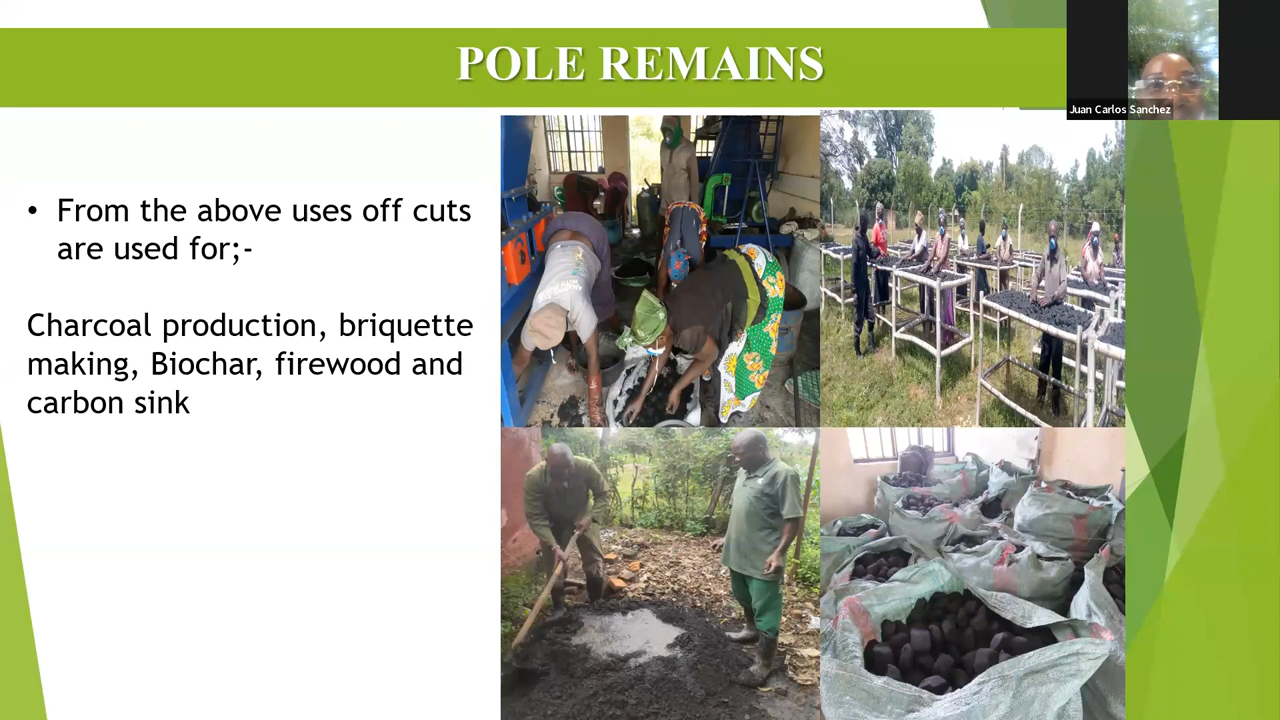 POLE REMAINS
Juan Carlos Sanchez
• From the above uses off cuts
are used for;-
Charcoal production, briquette
making, Biochar, firewood and
carbon sink